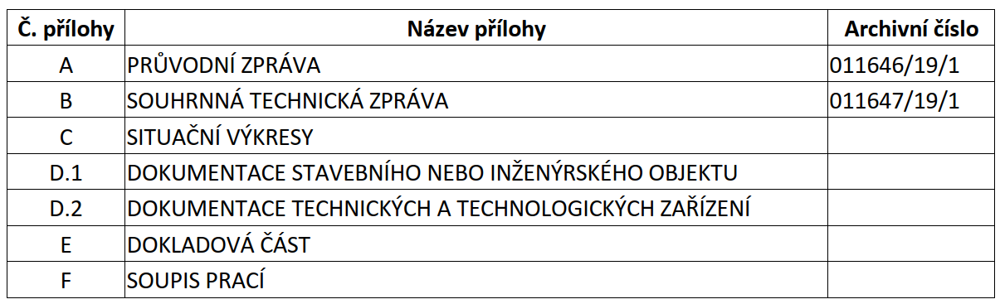 Č. přílohy Název přílohy Archivní číslo
A PRŮVODNÍ ZPRÁVA 011646/19/1
B SOUHRNNÁ TECHNICKÁ ZPRÁVA 011647/19/1
C SITUAČNÍ VÝKRESY
D.1 DOKUMENTACE STAVEBNÍHO NEBO INŽENÝRSKÉHO OBJEKTU
D.2 DOKUMENTACE TECHNICKÝCH A TECHNOLOGICKÝCH ZAŘÍZENÍ
E DOKLADOVÁ ČÁST
F SOUPIS PRACÍ